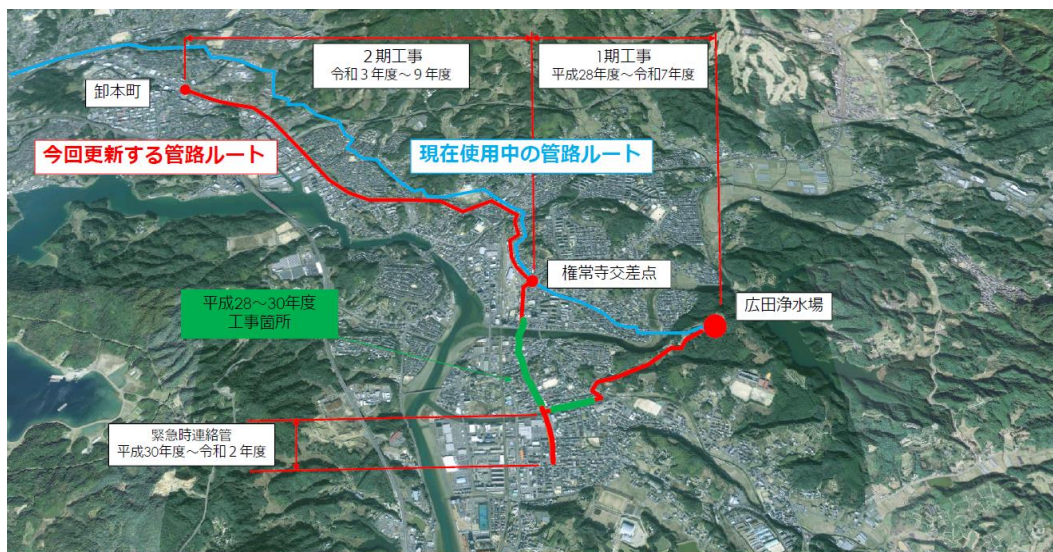 2期工事
令和3年度～9年度
1期工事
平成28年度～令和7年度
卸本町
今回更新する管路ルート
現在使用中の管路ルート
権常寺交差点
広田浄水場
平成28～30年度
工事箇所
緊急時連絡管
平成30年度～令和2年度